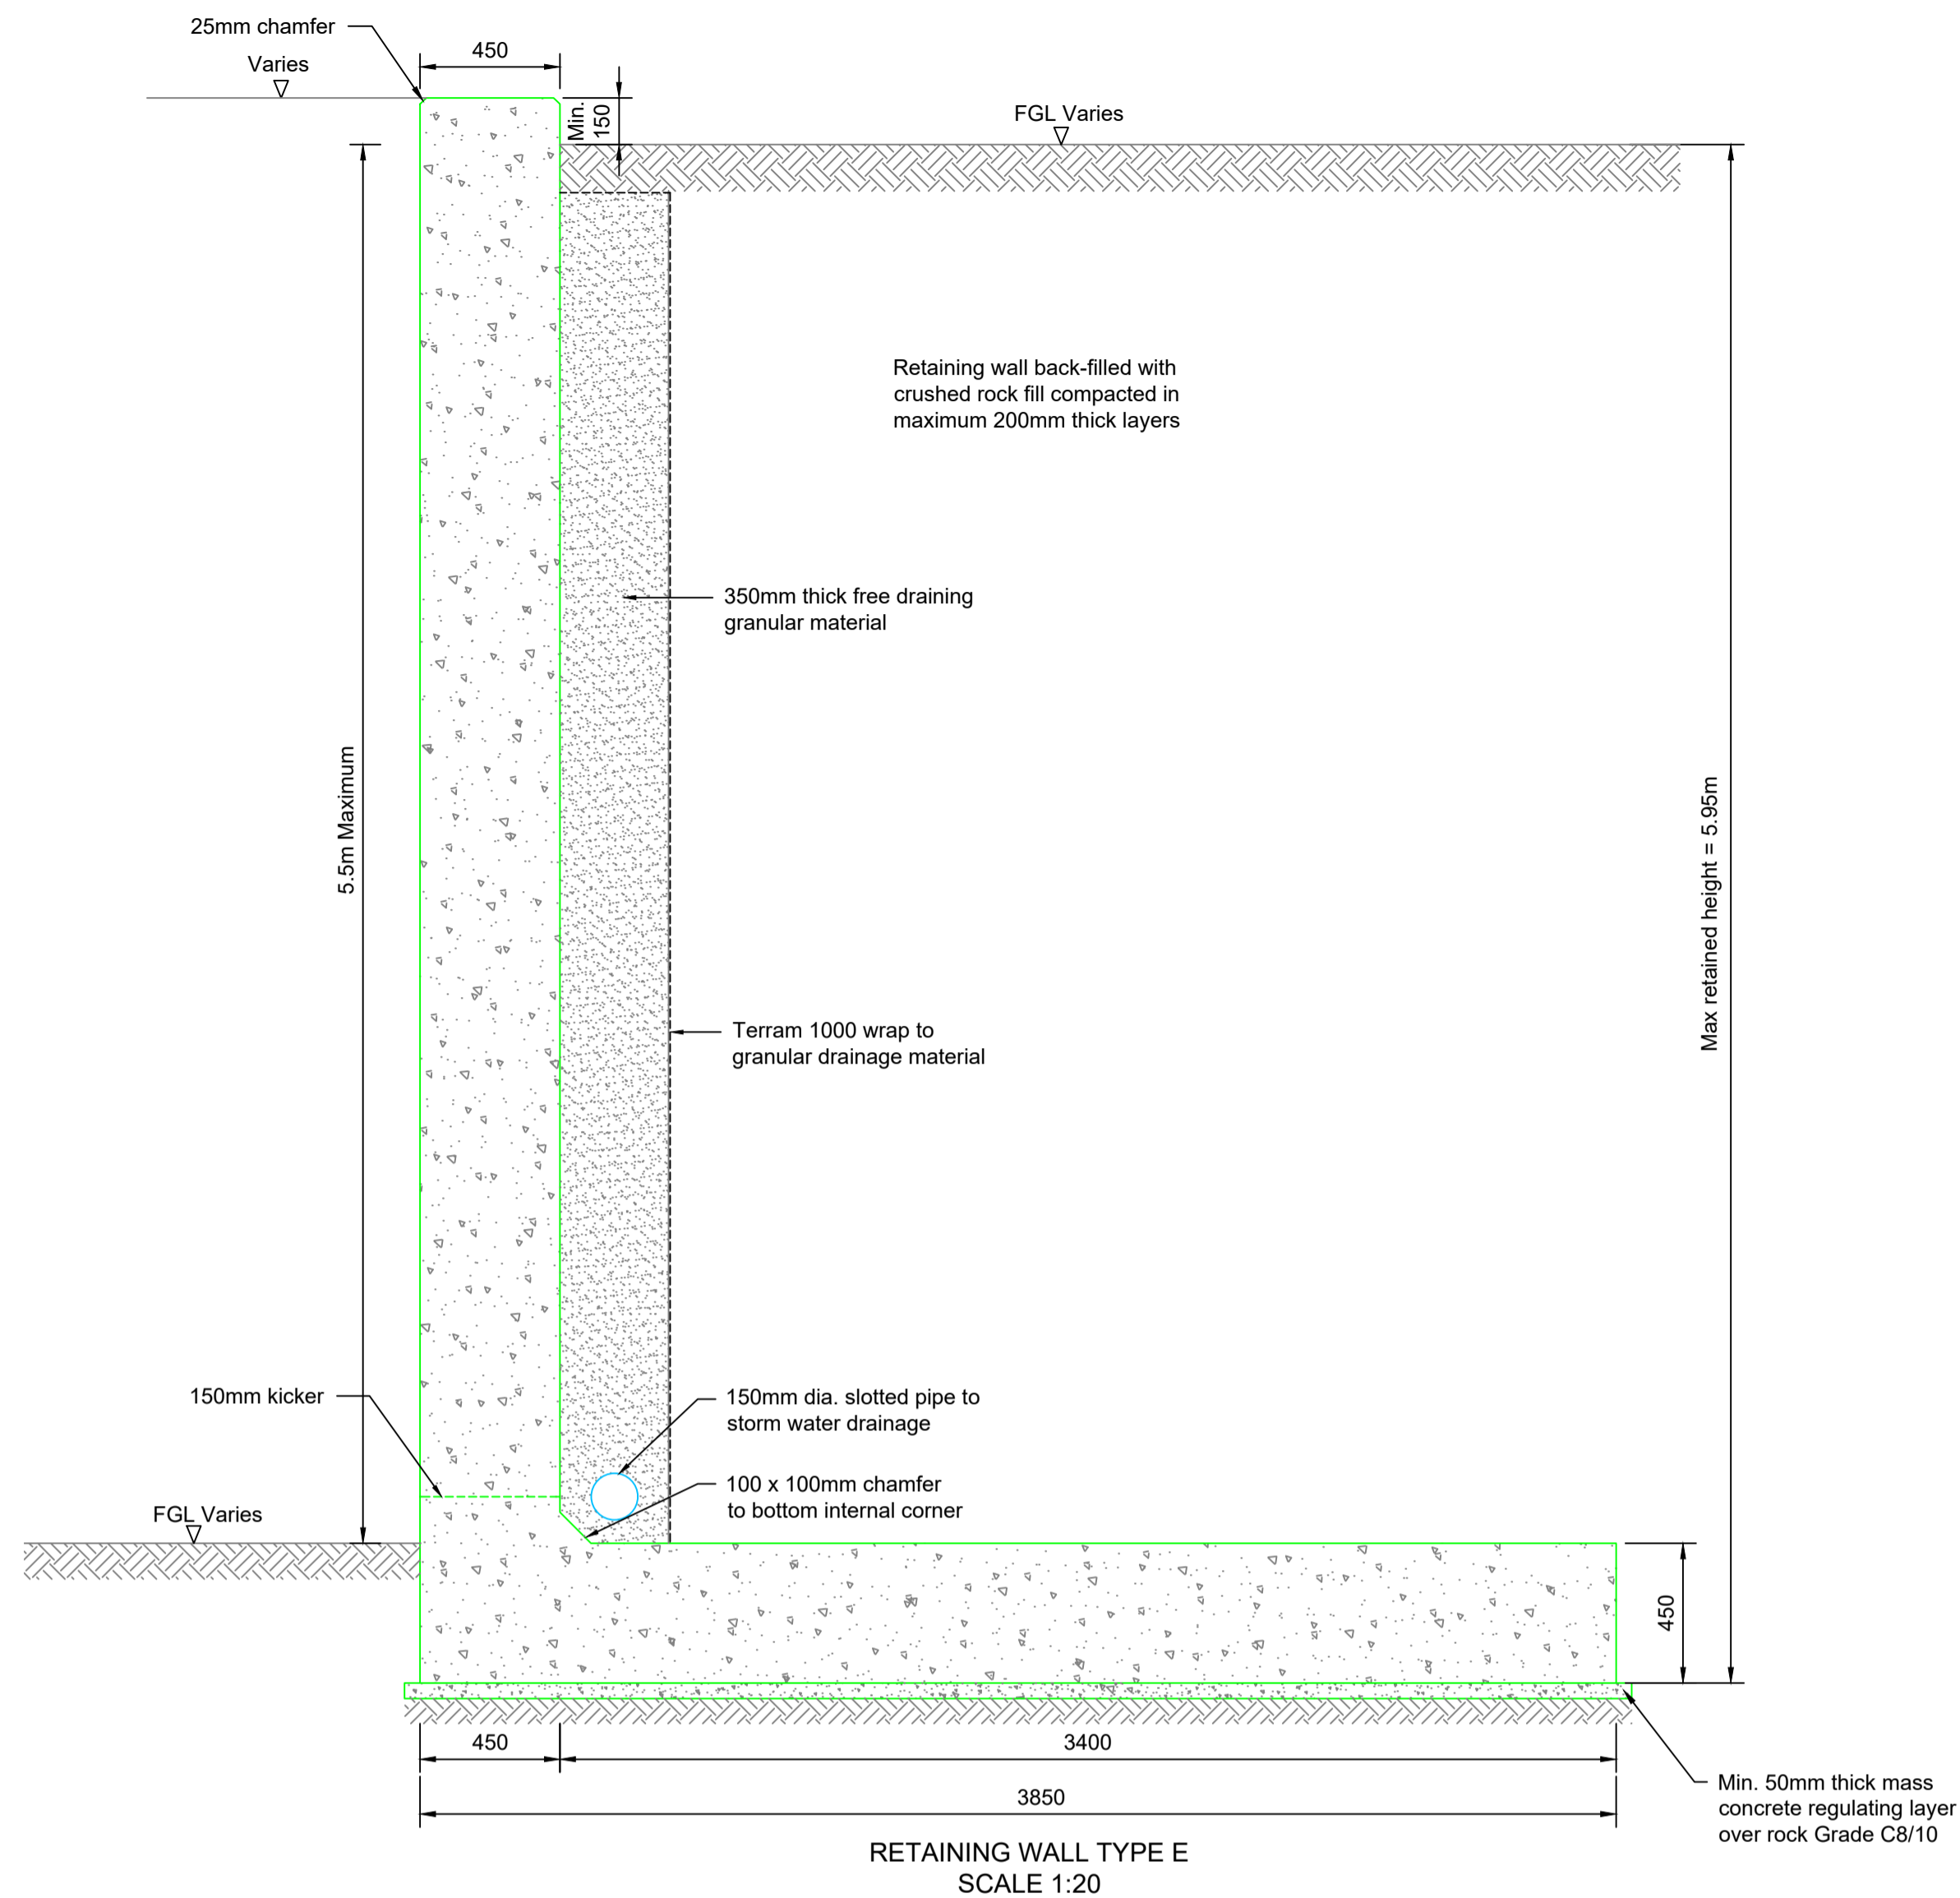 25mm chamfer
Varies
450
Min.
150
FGL Varies
Retaining wall back-filled with
crushed rock fill compacted in
maximum 200mm thick layers
350mm thick free draining
granular material
5.5m Maximum
Max retained height = 5.95m
Terram 1000 wrap to
granular drainage material
150mm kicker
150mm dia. slotted pipe to
storm water drainage
100 x 100mm chamfer
to bottom internal corner
FGL Varies
450
450
3400
3850
Min. 50mm thick mass
concrete regulating layer
over rock Grade C8/10
RETAINING WALL TYPE E
SCALE 1:20